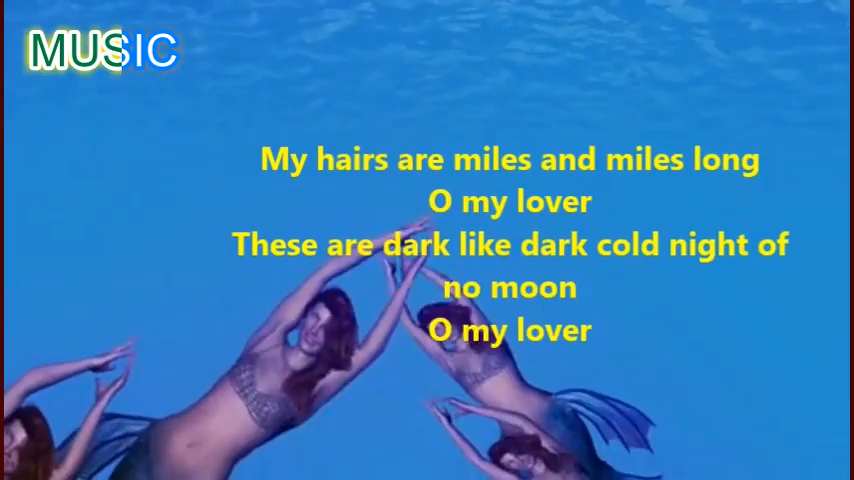 MUSIC
My hairs are miles and miles long
O my lover
These are dark like dark cold night of
no moon
O my lover